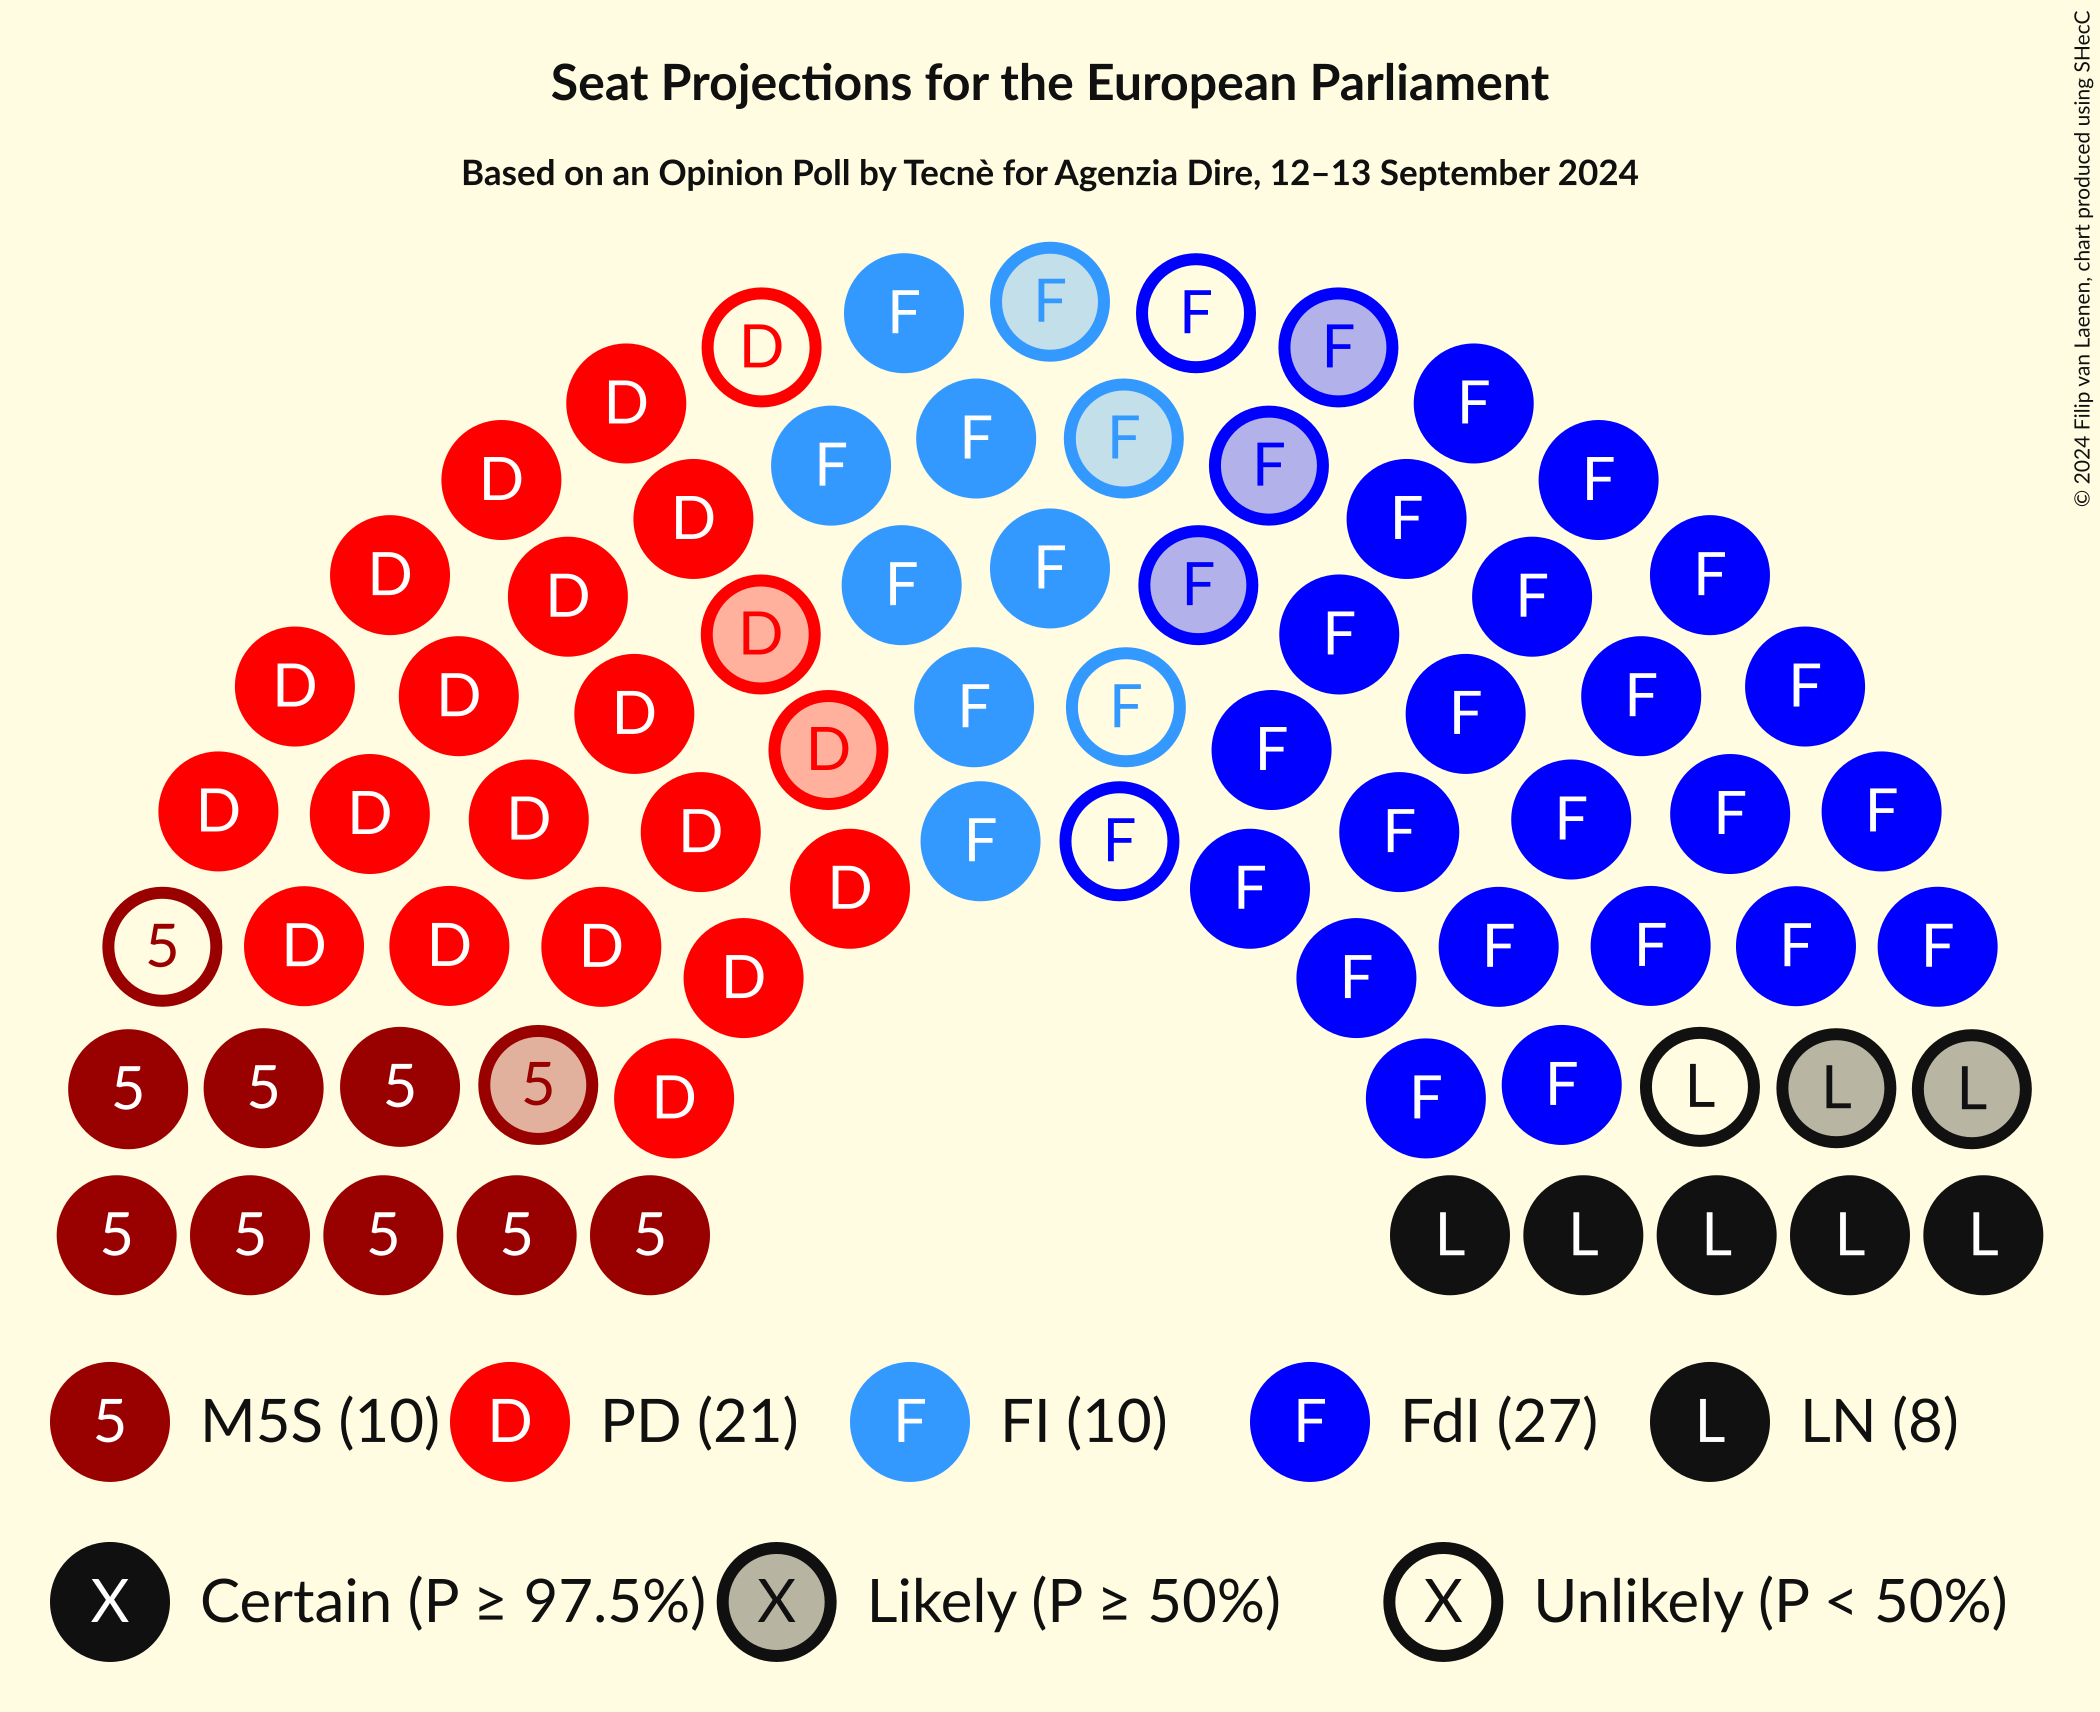 Seat Projections for the European Parliament
Based on an Opinion Poll by Tecnè for Agenzia Dire, 12–13 September 2024
© 2024 Filip van Laenen, chart produced using SHecC
F
F F
D F
D F
F F
D F
F F
D F
D F
F
D F
F F
D F
D F
D F
D F
D F
F F
D F
D F
D F
D F
D F
F F
D F
5 D D D F F F F
D F
5 5 5 5 F L L L
D F
5 5 5 5 5 L L L L L
5 M5S (10) D PD (21) F FI (10) F FdI (27) L LN (8)
X Certain (P ≥ 97.5%) X Likely (P ≥ 50%) X Unlikely (P < 50%)